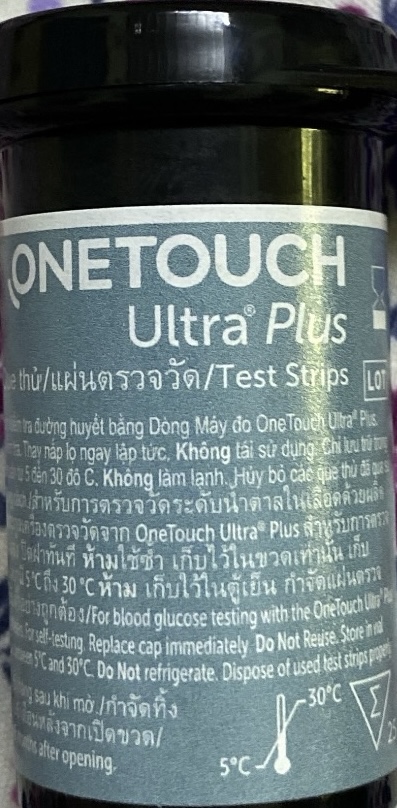 ONETOUCH
Ultra® Plus
thử/แผ่นตรวจวัด/Test Strips
LOT
tra đường huyết bằng Dòng Máy đo OneTouch Ultra® Plus.
Thay nắp lọ ngay lập tức. Không tái sử dụng. Chỉ lưu trữ trong
5 đến 30 độ C. Không làm lạnh. Hủy bỏ các que thử đã qua
/สำหรับการตรวจวัดระดับน้ำตาลในเลือดด้วย
เครื่องตรวจวัดจาก OneTouch Ultra® Plus สำหรับการตรวจ
ปิดฝาทันที ห้ามใช้ซ้ำ เก็บไว้ในขวดเท่านั้น เก็บ
5°C ถึง 30 °C ห้าม เก็บไว้ในตู้เย็น กำจัดแผ่นตรวจ
ถูกต้อง/For blood glucose testing with the OneTouch Ultra® Plus
For self-testing. Replace cap immediately. Do Not Reuse. Store in vial
5°C and 30°C. Do Not refrigerate. Dispose of used test strips properly
sau khi mở./กำจัดทิ้ง
หลังจากเปิดขวด/
after opening.
30°C
5°C
Σ
25